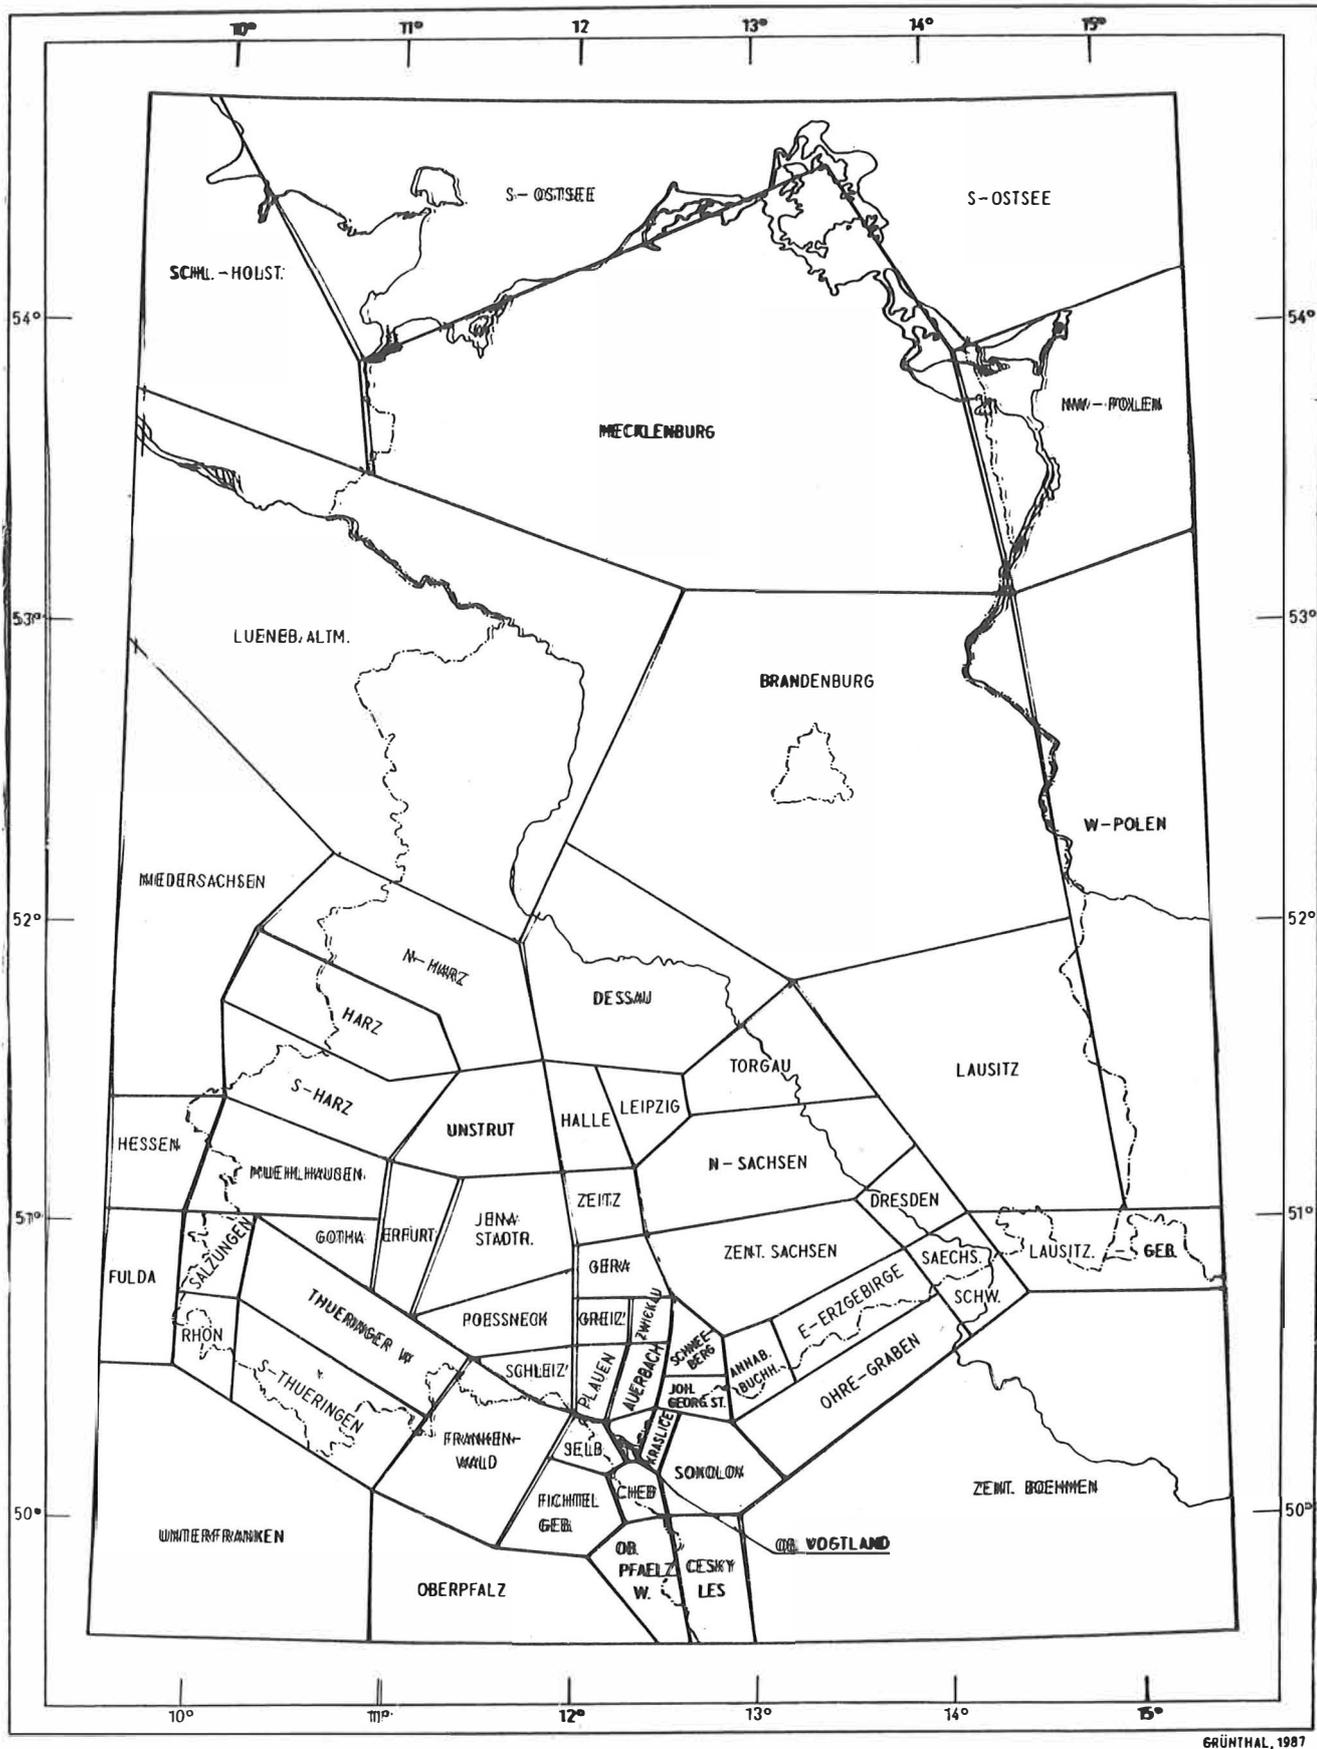 10° 11° 12 13° 14° 15°
S-OSTSEE
S-OSTSEE
SCHL.-HOLST.
54° 54°
NW-POLEN
MECKLENBURG
53° 53°
LUENEB, ALTM.
BRANDENBURG
W-POLEN
NIEDERSACHSEN
52° 52°
N-HARZ
DESSAU
HARZ
TORGAU
LAUSITZ
S-HARZ
LEIPZIG
HALLE
UNSTRUT
HESSEN
N-SACHSEN
MUEHLHAUSEN
ZEITZ
DRESDEN
51° 51°
JENA
STADTR.
GOTHA
ERFURT
SALZUNGEN
ZENT. SACHSEN
SAECHS.
SCHW.
LAUSITZ. - GEB.
GERA
FULDA
E-ERZGEBIRGE
THUERINGER W
POESSNECK
GREIZ
ZWICKAU
RHÖN
SCHNEE-
BERG
ANNAB.
BUCHH.
SCHLEIZ
PLAUEN
AUERBACH
S-THUERINGEN
JOH.
GEORG. ST.
OHRE-GRABEN
FRANKEN-
WALD
SELB
KRASLICE
SOKOLOV
CHEB
ZENT. BOEHMEN
FICHTEL
GEB.
50° 50°
UNTERFRANKEN
OB. VOGTLAND
OB.
PFAELZ
W.
CESKY
LES
OBERPFALZ
10° 11° 12° 13° 14° 15°
GRÜNTHAL, 1987